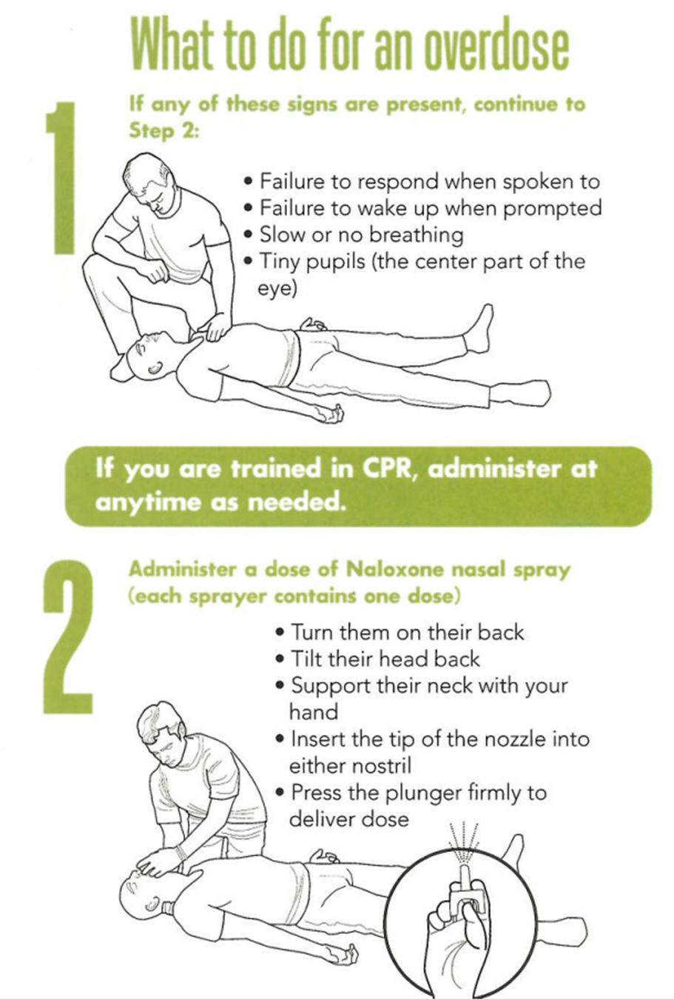 What to do for an overdose
1
If any of these signs are present, continue to
Step 2:
• Failure to respond when spoken to
• Failure to wake up when prompted
• Slow or no breathing
• Tiny pupils (the center part of the
eye)
If you are trained in CPR, administer at
anytime as needed.
2
Administer a dose of Naloxone nasal spray
(each sprayer contains one dose)
• Turn them on their back
• Tilt their head back
• Support their neck with your
hand
• Insert the tip of the nozzle into
either nostril
• Press the plunger firmly to
deliver dose